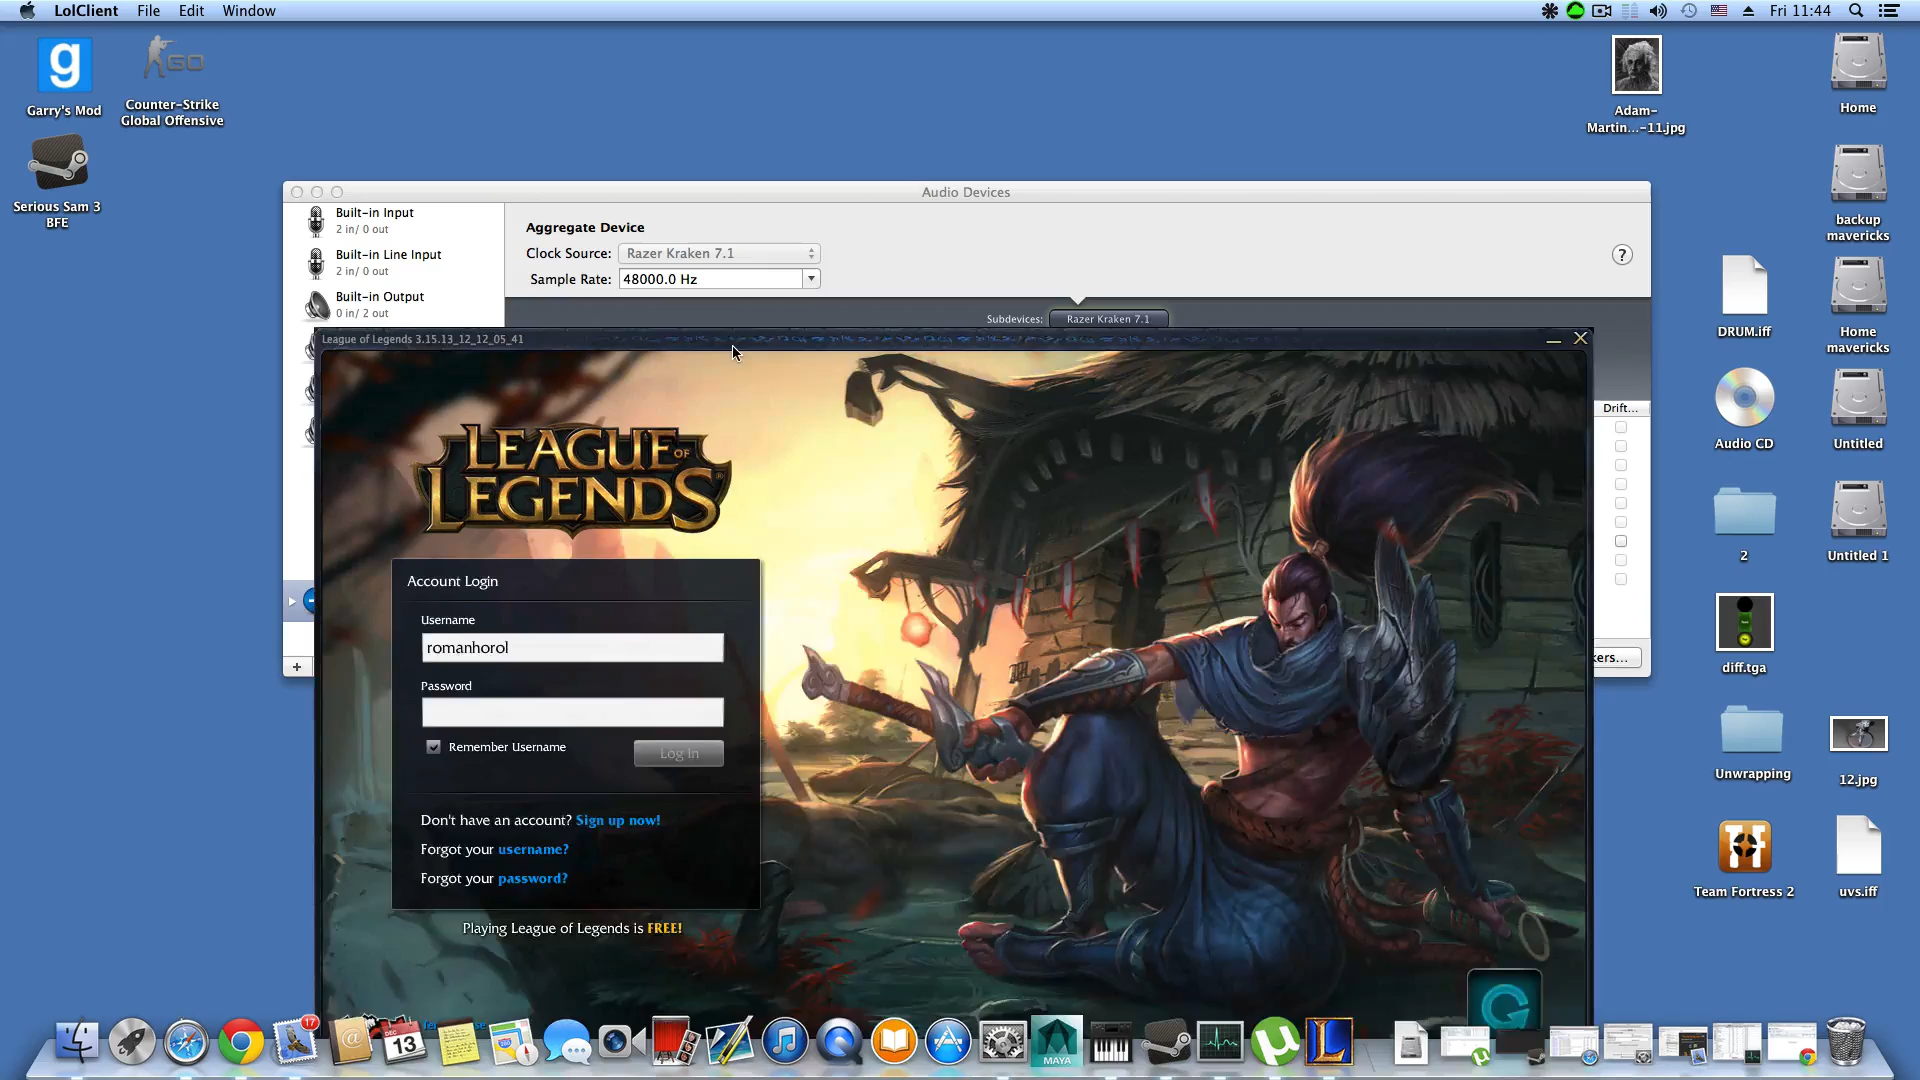 LolClient File Edit Window
Fri 11:44
Garry's Mod
GO
Counter-Strike
Global Offensive
Serious Sam 3
BFE
Adam-
Martin...-11.jpg
Home
backup
mavericks
Home
mavericks
Untitled
Untitled 1
DRUM.iff
Audio CD
2
diff.tga
Unwrapping
12.jpg
Team Fortress 2
uvs.iff
Audio Devices
Built-in Input
2 in/ 0 out
Built-in Line Input
2 in/ 0 out
Built-in Output
0 in/ 2 out
Aggregate Device
Clock Source: Razer Kraken 7.1
Sample Rate: 48000.0 Hz
?
Subdevices: Razer Kraken 7.1
Drift...
kers...
+
League of Legends 3.15.13_12_12_05_41
LEAGUE OF
LEGENDS
Account Login
Username
romanhorol
Password
Remember Username
Log In
Don't have an account? Sign up now!
Forgot your username?
Forgot your password?
Playing League of Legends is FREE!
17
DEC
13
MAYA